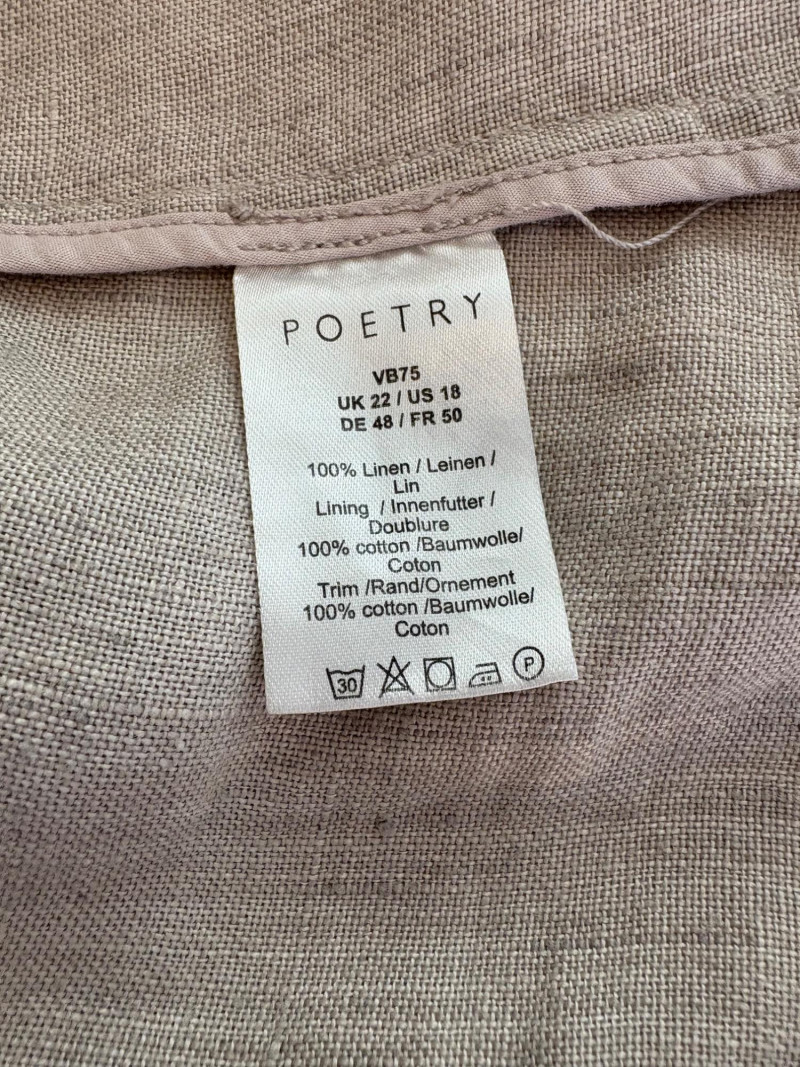 POETRY
VB75
UK 22 / US 18
DE 48 / FR 50
100% Linen / Leinen /
Lin
Lining / Innenfutter /
Doublure
100% cotton /Baumwolle/
Coton
Trim /Rand/Ornement
100% cotton /Baumwolle/
Coton
30 P